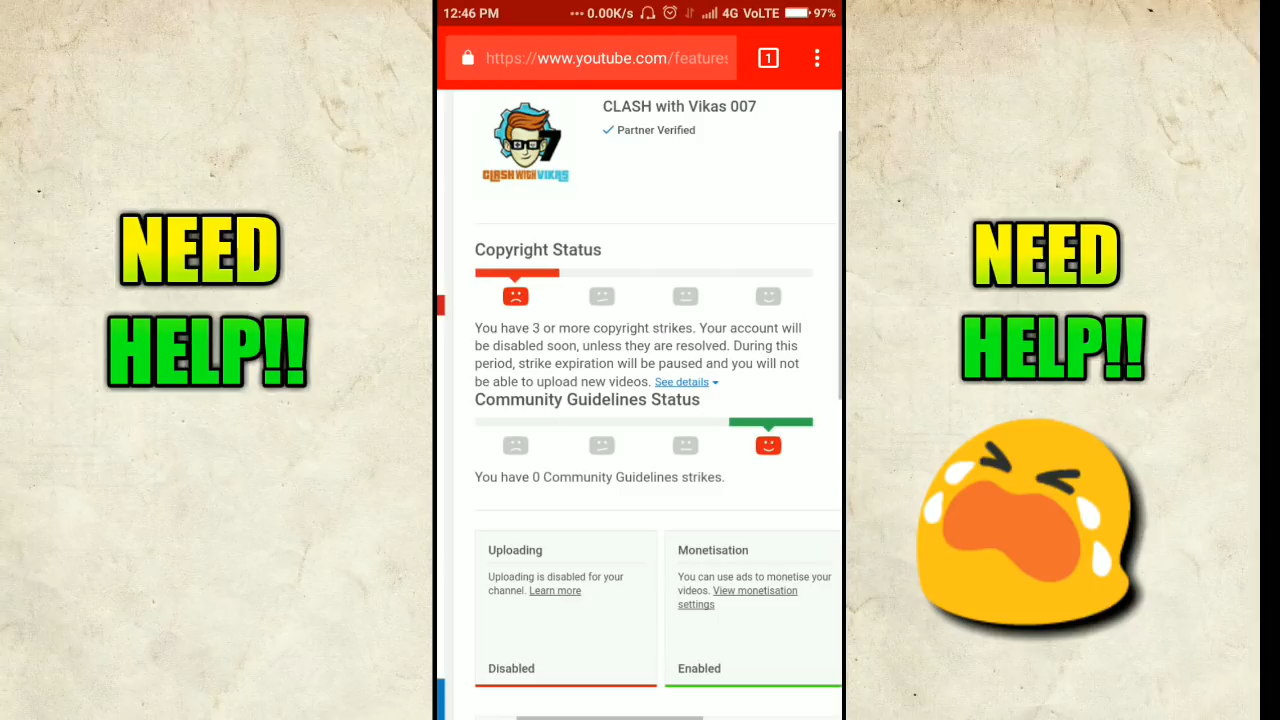 NEED
HELP!!
12:46 PM
0.00K/s
4G VoLTE
97%
https://www.youtube.com/features
1
CLASH with Vikas 007
Partner Verified
7
CLASH WITH VIKAS
Copyright Status
You have 3 or more copyright strikes. Your account will
be disabled soon, unless they are resolved. During this
period, strike expiration will be paused and you will not
be able to upload new videos. See details
Community Guidelines Status
You have 0 Community Guidelines strikes.
Uploading
Uploading is disabled for your
channel. Learn more
Disabled
Monetisation
You can use ads to monetise your
videos. View monetisation
settings
Enabled
NEED
HELP!!